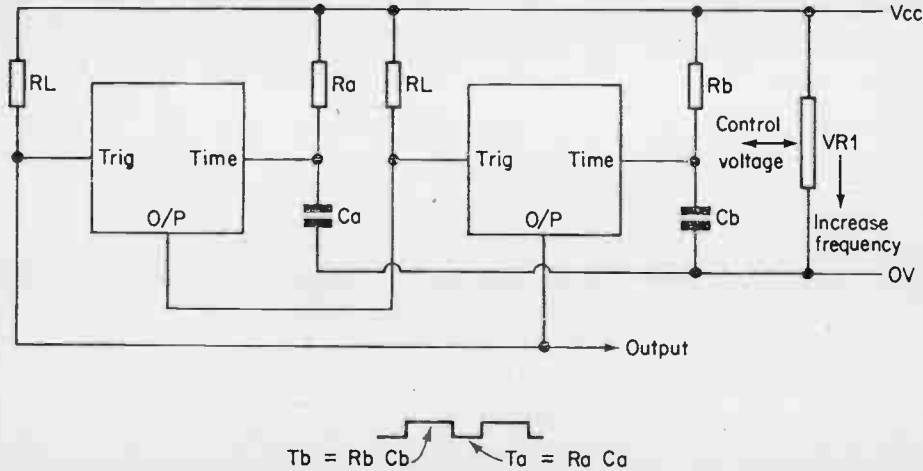 Vcc
RL
Ra
RL
Rb
Control
voltage
VR1
Trig
Time
Trig
Time
O/P
Ca
O/P
Cb
Increase
frequency
OV
Output
Tb = Rb Cb
Ta = Ra Ca